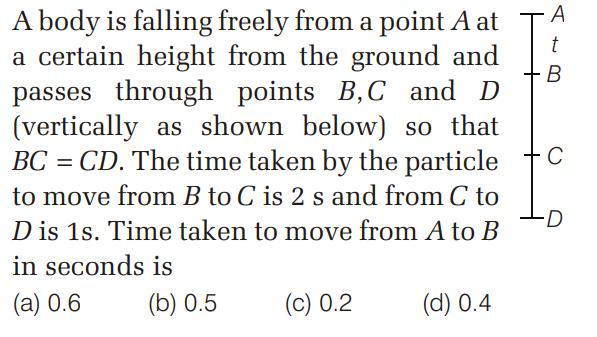 A body is falling freely from a point A at
a certain height from the ground and
passes through points B, C and D
(vertically as shown below) so that
BC = CD. The time taken by the particle
to move from B to C is 2 s and from C to
D is 1s. Time taken to move from A to B
in seconds is
(a) 0.6 (b) 0.5 (c) 0.2 (d) 0.4
A
t
B
C
D